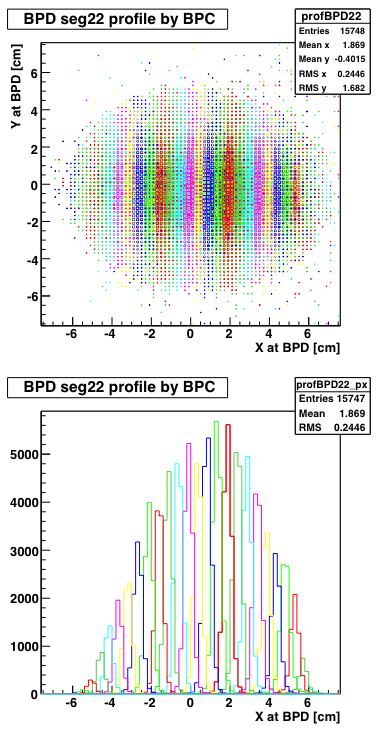 BPD seg22 profile by BPC
profBPD22
Entries 15748
Mean x 1.869
Mean y -0.4015
RMS x 0.2446
RMS y 1.682
Y at BPD [cm]
6
4
2
0
-2
-4
-6
-6 -4 -2 0 2 4 6
X at BPD [cm]
BPD seg22 profile by BPC
profBPD22_px
Entries 15747
Mean 1.869
RMS 0.2446
5000
4000
3000
2000
1000
0
-6 -4 -2 0 2 4 6
X at BPD [cm]